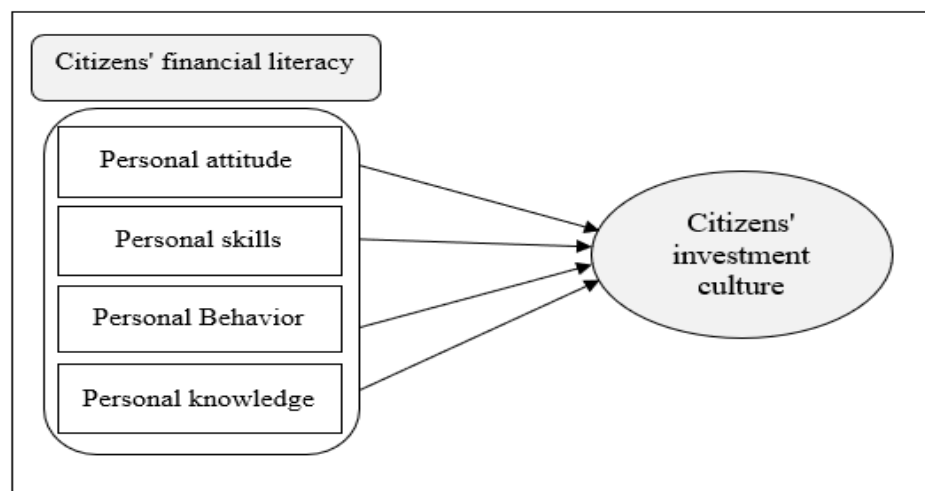 Citizens' financial literacy
Personal attitude
Personal skills
Personal Behavior
Personal knowledge
Citizens'
investment
culture